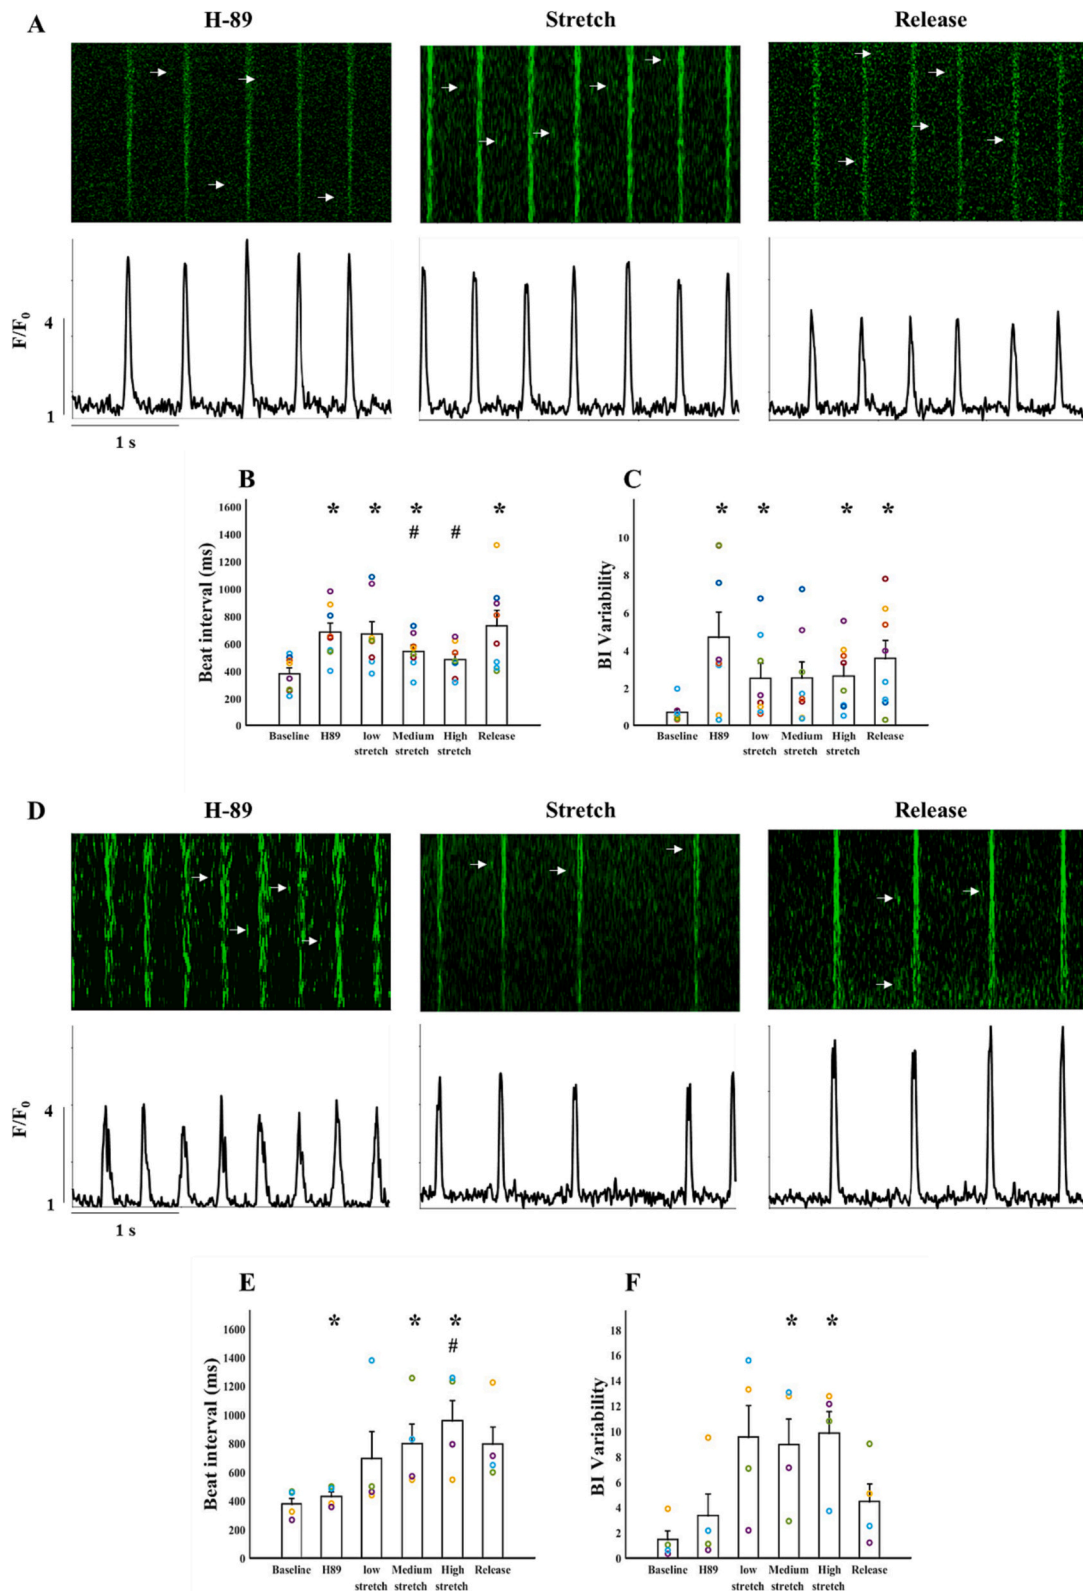 A
H-89
Stretch
Release
F/F0
4
1
1 s
B
Beat interval (ms)
1600
1400
1200
1000
800
600
400
200
0
* * * *
# #
Baseline H89 low stretch Medium stretch High stretch Release
C
BI Variability
10
8
6
4
2
0
* * * *
Baseline H89 low stretch Medium stretch High stretch Release
D
H-89
Stretch
Release
F/F0
4
1
1 s
E
Beat interval (ms)
1600
1400
1200
1000
800
600
400
200
0
* * *
#
Baseline H89 low stretch Medium stretch High stretch Release
F
BI Variability
18
16
14
12
10
8
6
4
2
0
* *
Baseline H89 low stretch Medium stretch High stretch Release